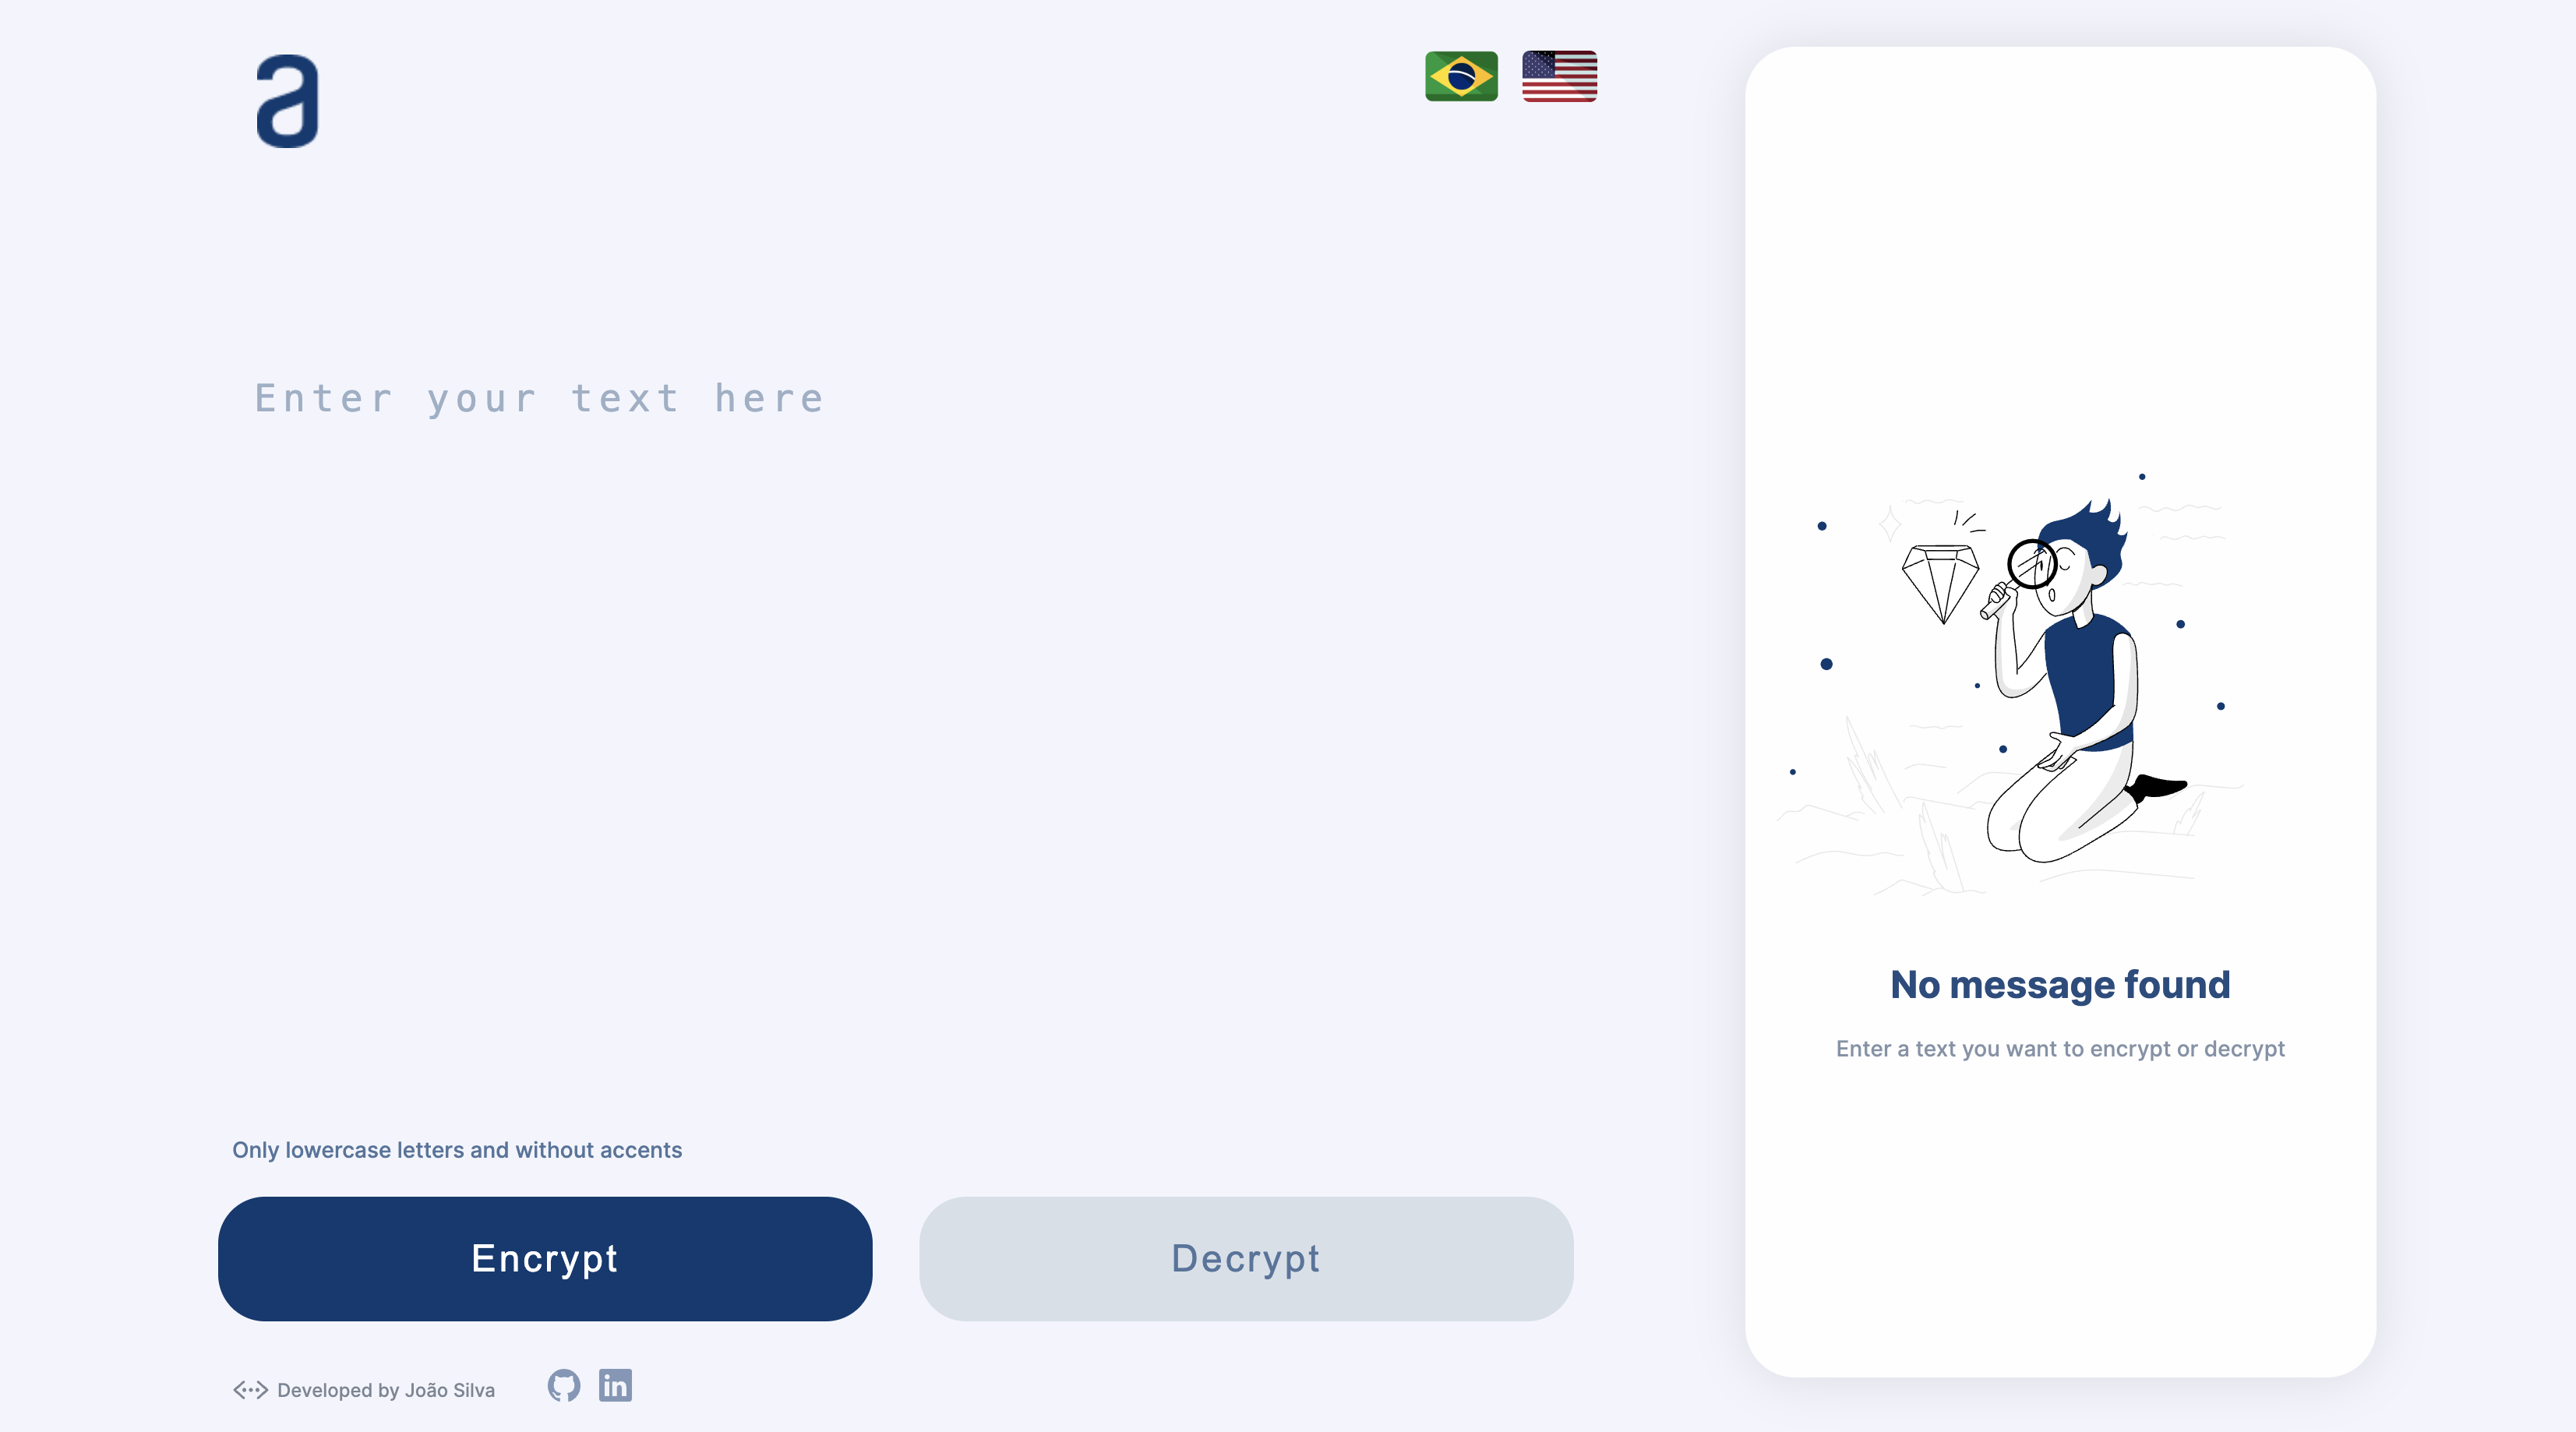 a
Enter your text here
Only lowercase letters and without accents
Encrypt
Decrypt
Developed by João Silva
in
No message found
Enter a text you want to encrypt or decrypt